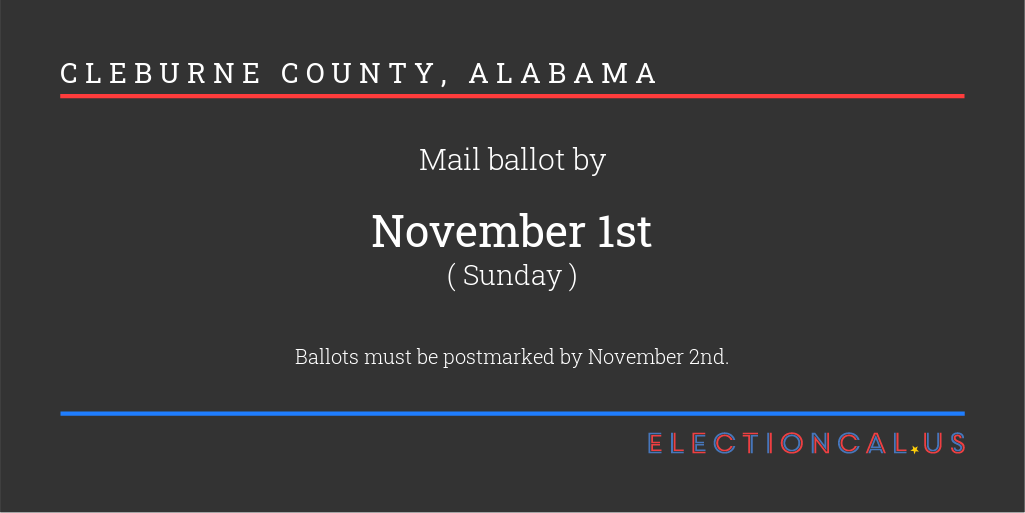 CLEBURNE COUNTY, ALABAMA
Mail ballot by
November 1st
( Sunday )
Ballots must be postmarked by November 2nd.
ELECTIONCAL.US